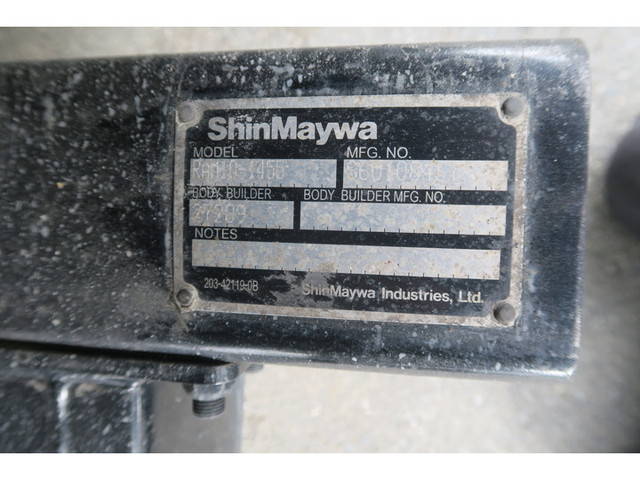 ShinMaywa
MODEL MFG. NO.
BODY BUILDER BODY BUILDER MFG. NO.
NOTES
203-42119-0B ShinMaywa Industries, Ltd.